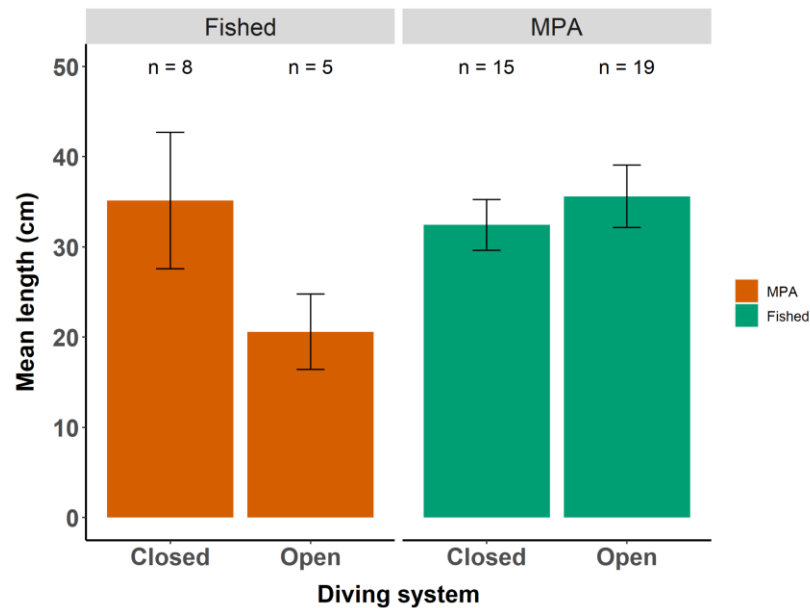 Fished
MPA
n = 8
n = 5
n = 15
n = 19
50
40
30
20
10
0
Mean length (cm)
Closed
Open
Closed
Open
Diving system
MPA
Fished